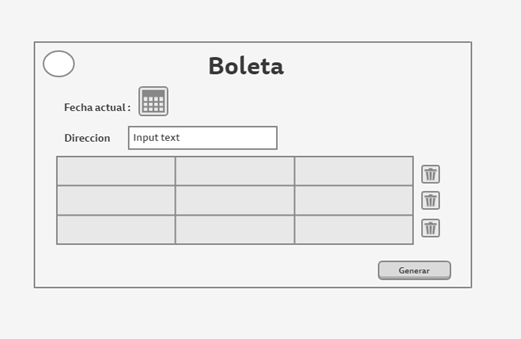 Boleta
Fecha actual :
Direccion Input text
Generar